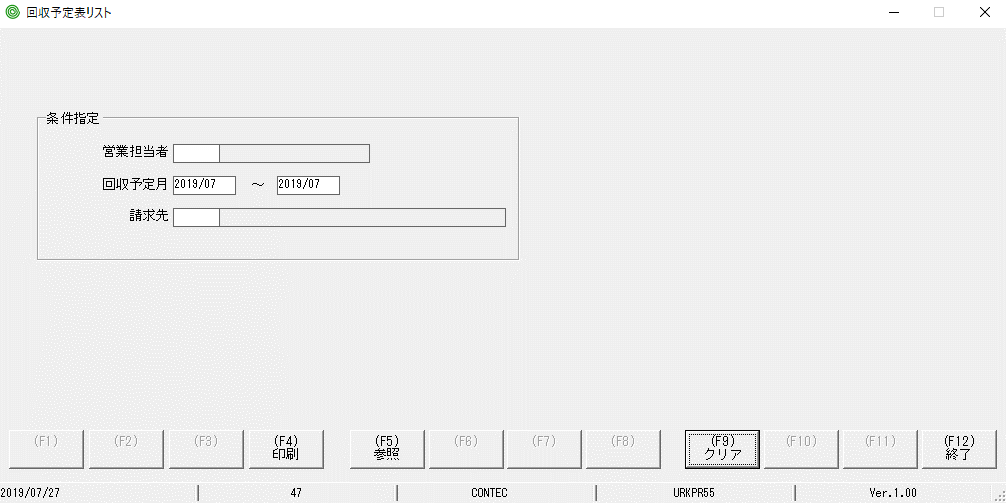 回収予定表リスト
条件指定
営業担当者
回収予定月 2019/07 ～ 2019/07
請求先
(F1) (F2) (F3) (F4) (F5) (F6) (F7) (F8) (F9) (F10) (F11) (F12)
印刷 参照 クリア 終了
2019/07/27 47 CONTEC URKPR55 Ver.1.00